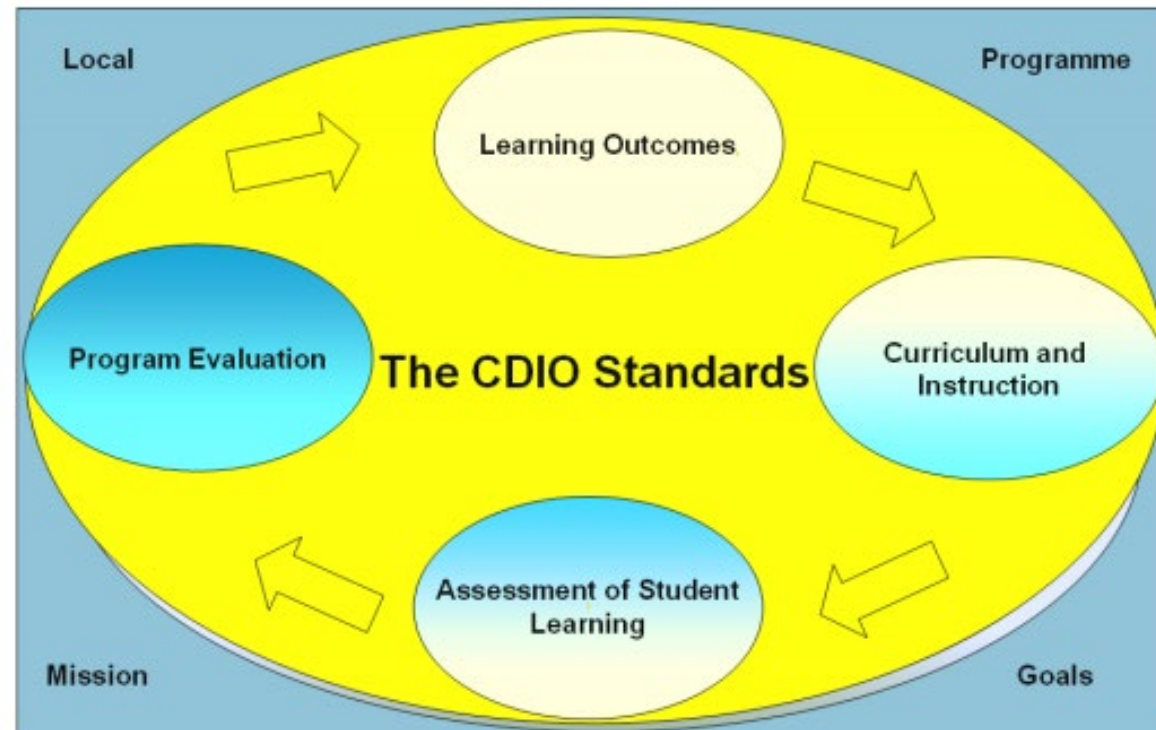 Local
Programme
Learning Outcomes
Program Evaluation
The CDIO Standards
Curriculum and
Instruction
Assessment of Student
Learning
Mission
Goals